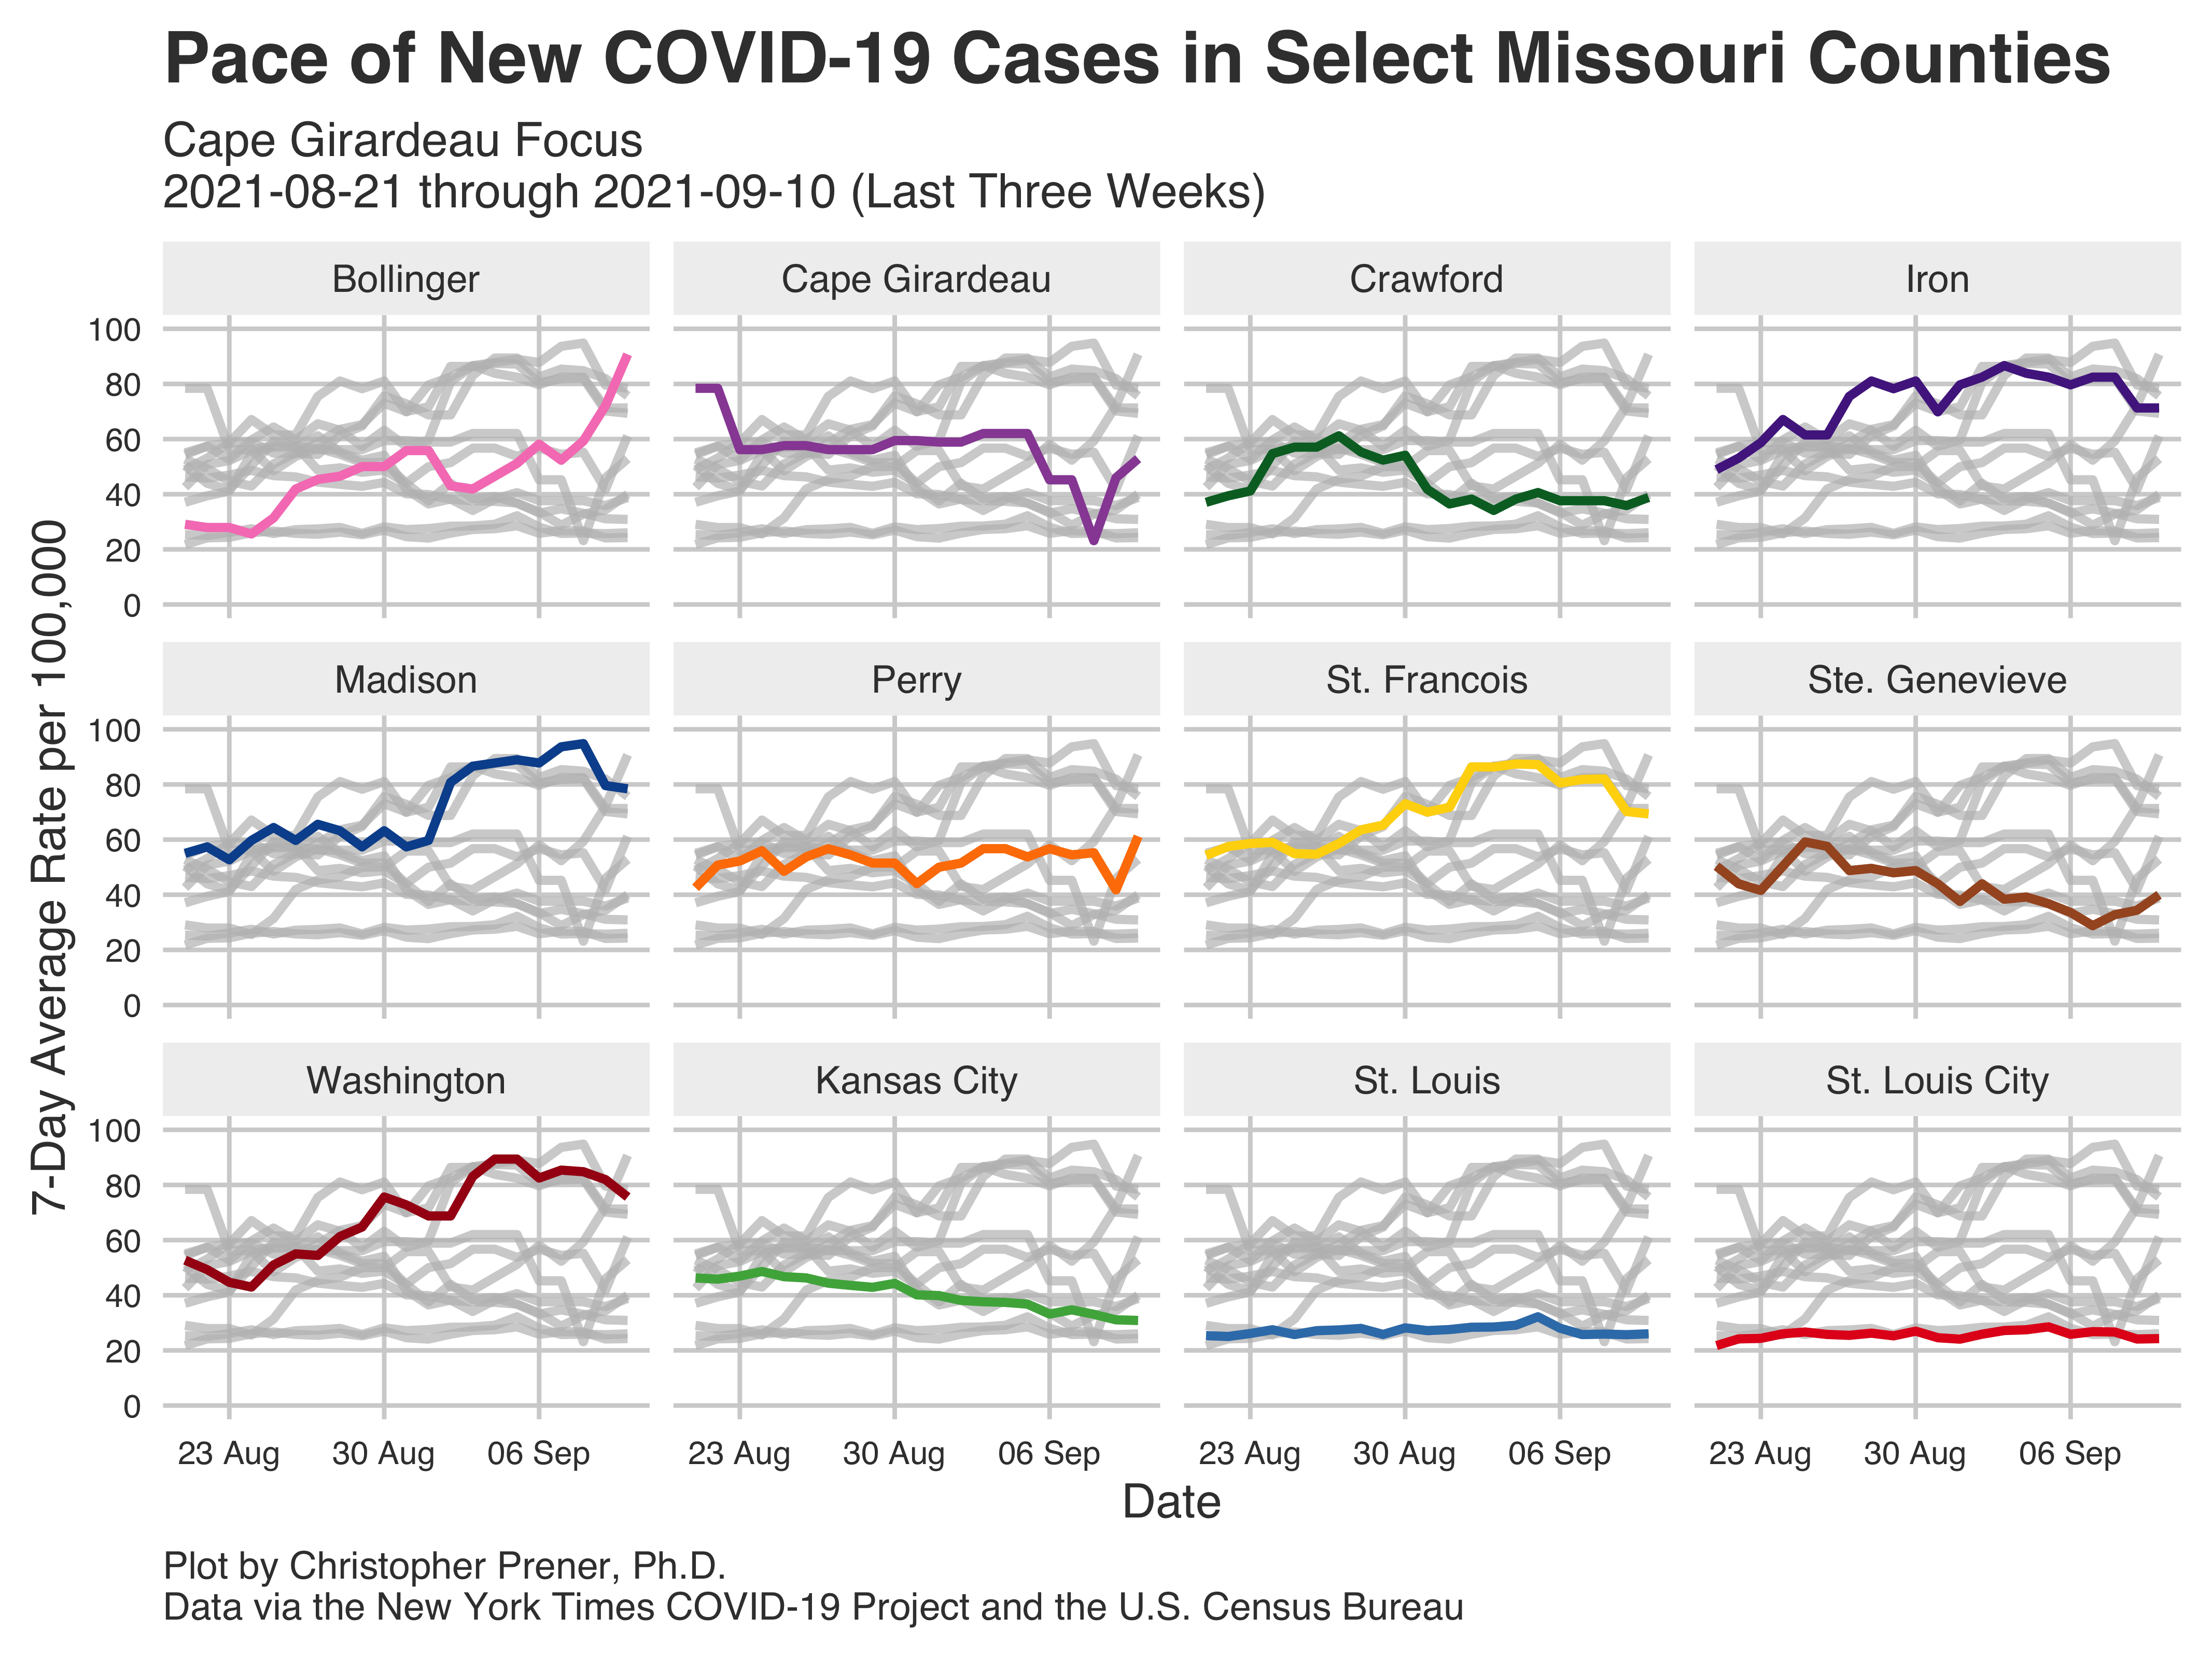 Pace of New COVID-19 Cases in Select Missouri Counties
Cape Girardeau Focus
2021-08-21 through 2021-09-10 (Last Three Weeks)
7-Day Average Rate per 100,000
Bollinger
Cape Girardeau
Crawford
Iron
100
80
60
40
20
0
Madison
Perry
St. Francois
Ste. Genevieve
100
80
60
40
20
0
Washington
Kansas City
St. Louis
St. Louis City
100
80
60
40
20
0
23 Aug
30 Aug
06 Sep
23 Aug
30 Aug
06 Sep
23 Aug
30 Aug
06 Sep
23 Aug
30 Aug
06 Sep
Date
Plot by Christopher Prener, Ph.D.
Data via the New York Times COVID-19 Project and the U.S. Census Bureau